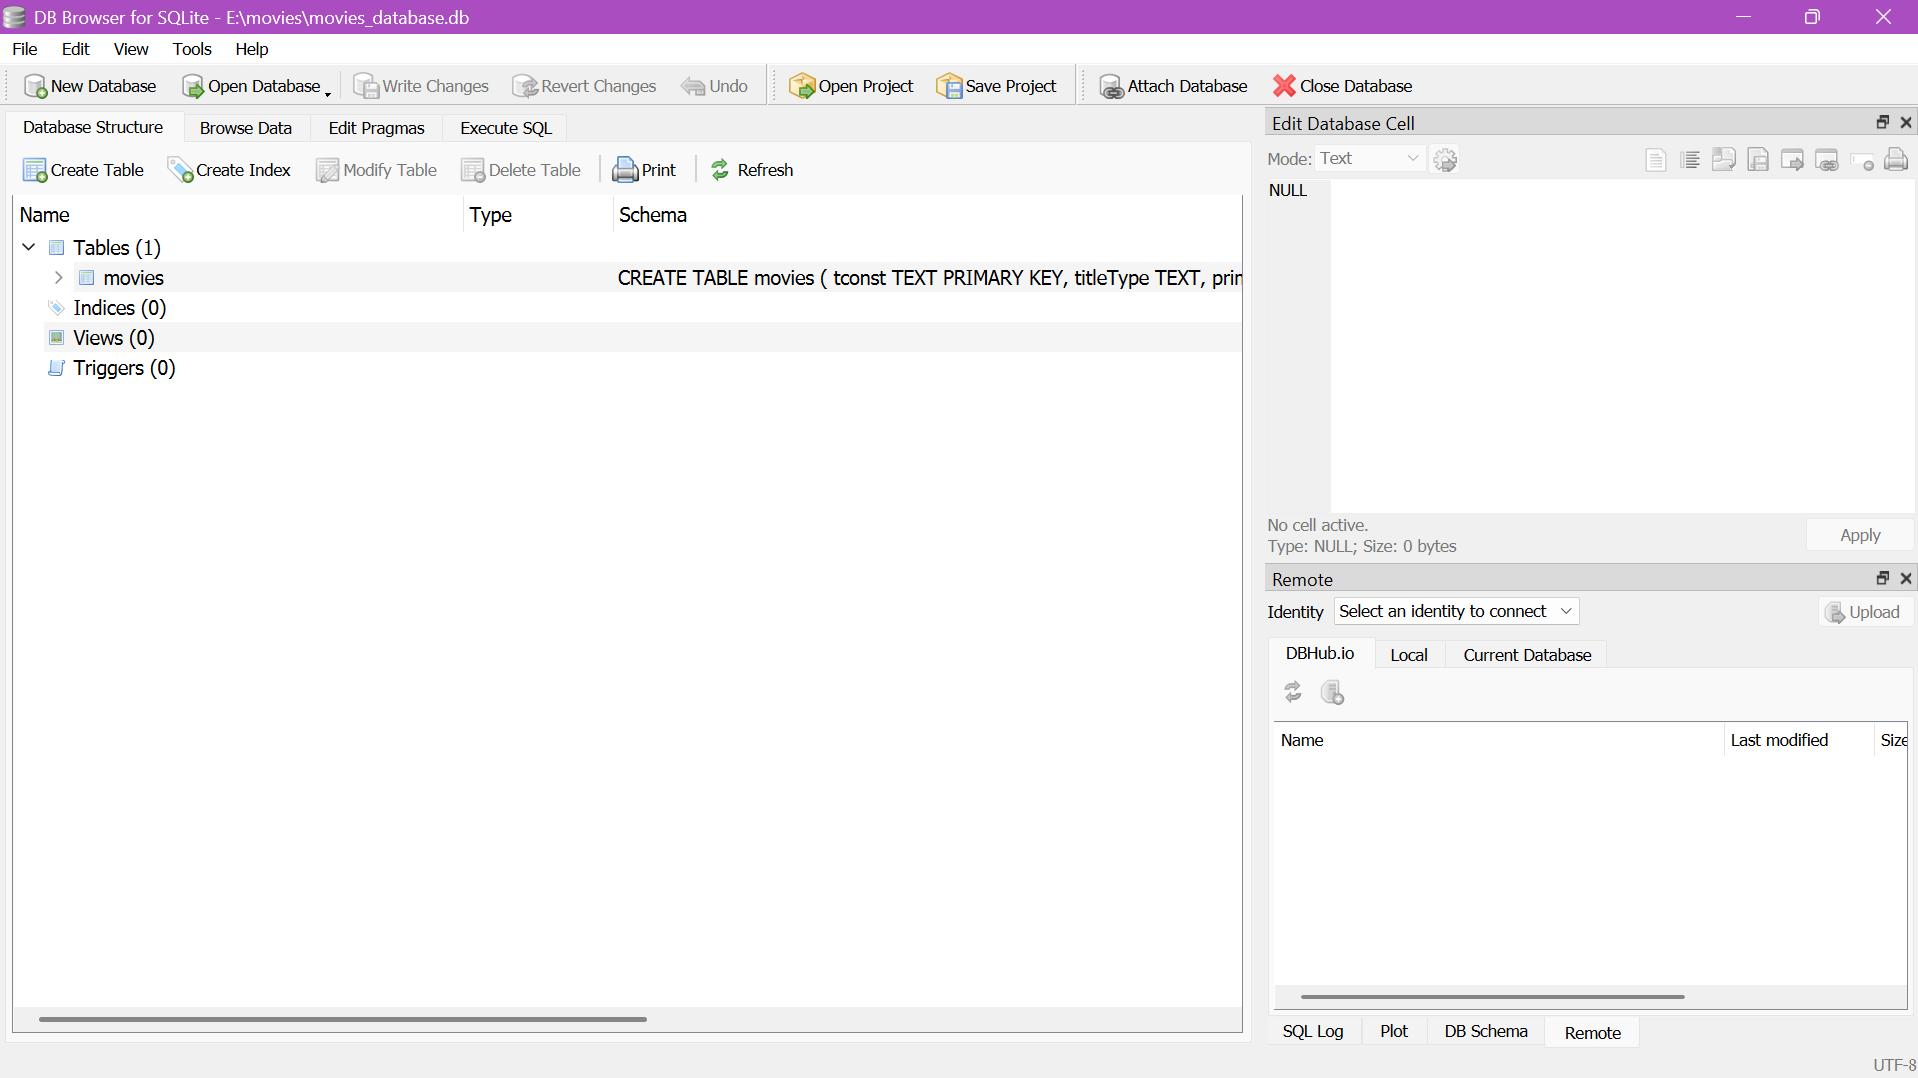 DB Browser for SQLite - E:\movies\movies_database.db
File Edit View Tools Help
New Database Open Database Write Changes Revert Changes Undo Open Project Save Project Attach Database Close Database
Database Structure Browse Data Edit Pragmas Execute SQL
Create Table Create Index Modify Table Delete Table Print Refresh
Name Type Schema
Tables (1)
movies CREATE TABLE movies ( tconst TEXT PRIMARY KEY, titleType TEXT, prin
Indices (0)
Views (0)
Triggers (0)
Edit Database Cell
Mode: Text
NULL
No cell active.
Type: NULL; Size: 0 bytes
Apply
Remote
Identity Select an identity to connect Upload
DBHub.io Local Current Database
Name Last modified Size
SQL Log Plot DB Schema Remote
UTF-8